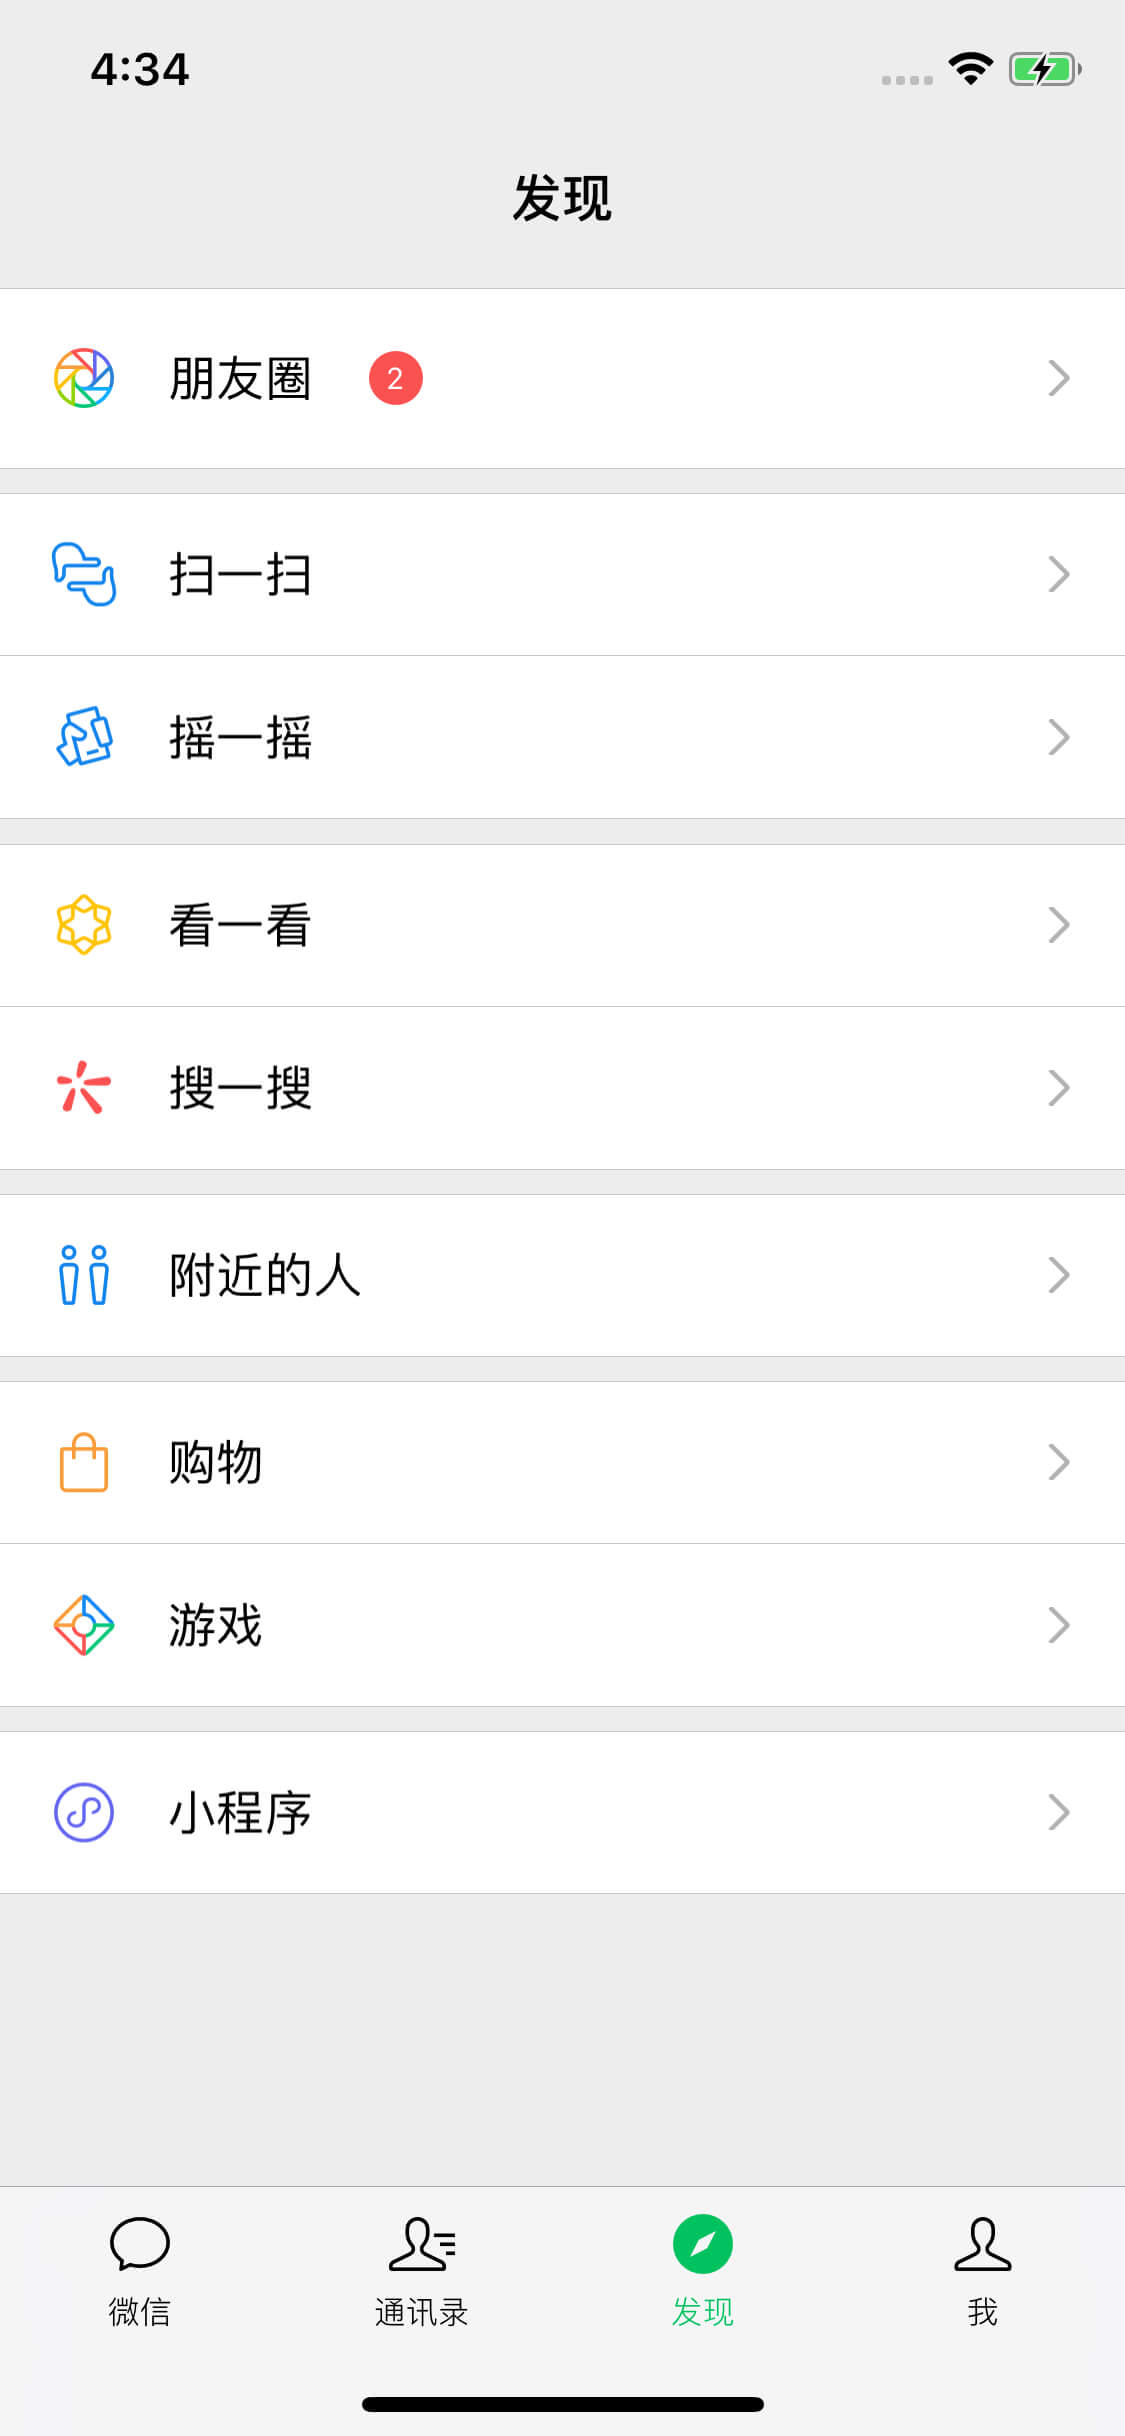 4:34
发现
朋友圈 2
扫一扫
摇一摇
看一看
搜一搜
附近的人
购物
游戏
小程序
微信 通讯录 发现 我